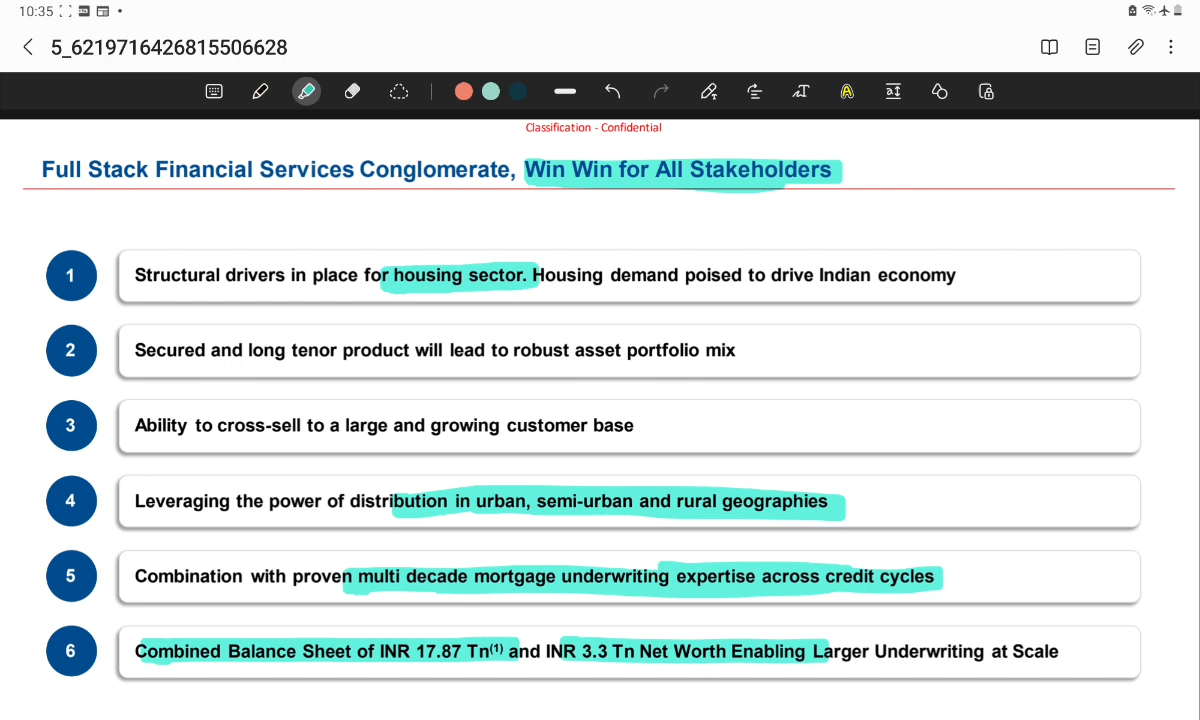 10:35
5_6219716426815506628
Classification - Confidential
Full Stack Financial Services Conglomerate, Win Win for All Stakeholders
1
Structural drivers in place for housing sector. Housing demand poised to drive Indian economy
2
Secured and long tenor product will lead to robust asset portfolio mix
3
Ability to cross-sell to a large and growing customer base
4
Leveraging the power of distribution in urban, semi-urban and rural geographies
5
Combination with proven multi decade mortgage underwriting expertise across credit cycles
6
Combined Balance Sheet of INR 17.87 Tn(1) and INR 3.3 Tn Net Worth Enabling Larger Underwriting at Scale